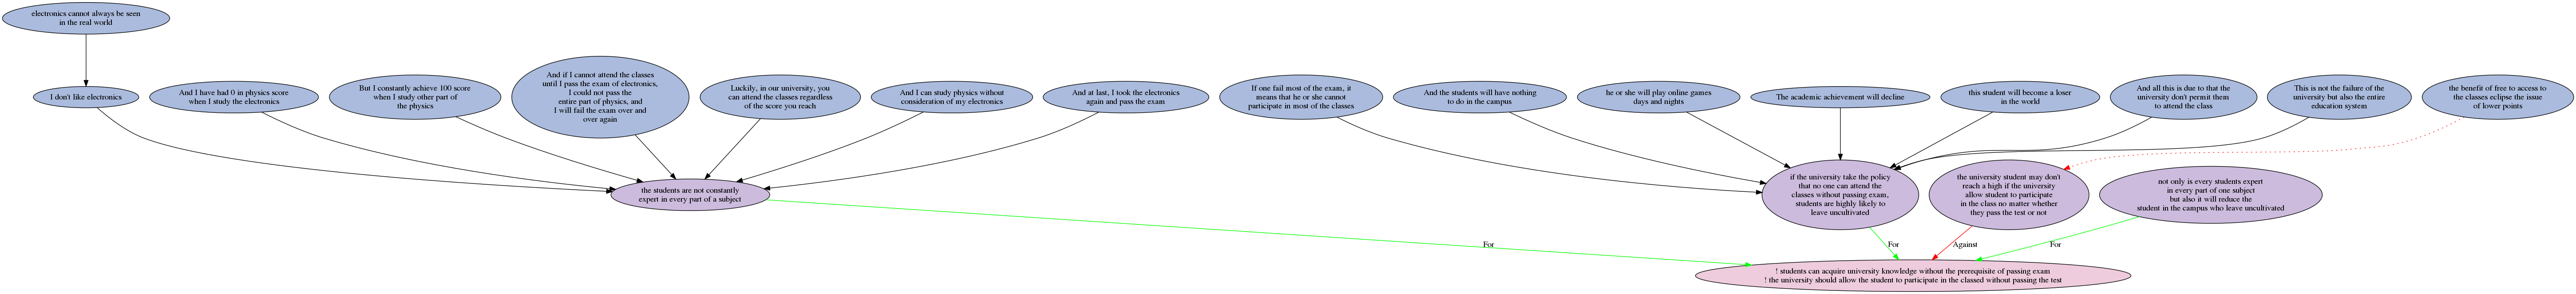 electronics cannot always be seen
in the real world
I don't like electronics
And I have had 0 in physics score
when I study the electronics
But I constantly achieve 100 score
when I study other part of
the physics
And if I cannot attend the classes
until I pass the exam of electronics,
I could not pass the
entire part of physics, and
I will fail the exam over and
over again
Luckily, in our university, you
can attend the classes regardless
of the score you reach
And I can study physics without
consideration of my electronics
And at last, I took the electronics
again and pass the exam
If one fail most of the exam, it
means that he or she cannot
participate in most of the classes
And the students will have nothing
to do in the campus
he or she will play online games
days and nights
The academic achievement will decline
this student will become a loser
in the world
And all this is due to that the
university don't permit them
to attend the class
This is not the failure of the
university but also the entire
education system
the benefit of free to access to
the classes eclipse the issue
of lower points
the students are not constantly
expert in every part of a subject
if the university take the policy
that no one can attend the
classes without passing exam,
students are highly likely to
leave uncultivated
the university student may don't
reach a high if the university
allow student to participate
in the class no matter whether
they pass the test or not
not only is every students expert
in every part of one subject
but also it will reduce the
student in the campus who leave uncultivated
For
For
Against
For
! students can acquire university knowledge without the prerequisite of passing exam
! the university should allow the student to participate in the classed without passing the test